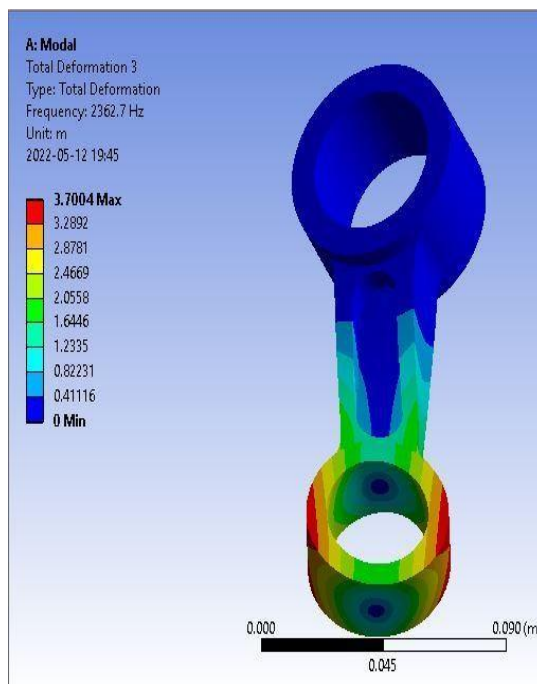 A: Modal
Total Deformation 3
Type: Total Deformation
Frequency: 2362.7 Hz
Unit: m
2022-05-12 19:45
3.7004 Max
3.2892
2.8781
2.4669
2.0558
1.6446
1.2335
0.82231
0.41116
0 Min
0.000
0.090 (m
0.045